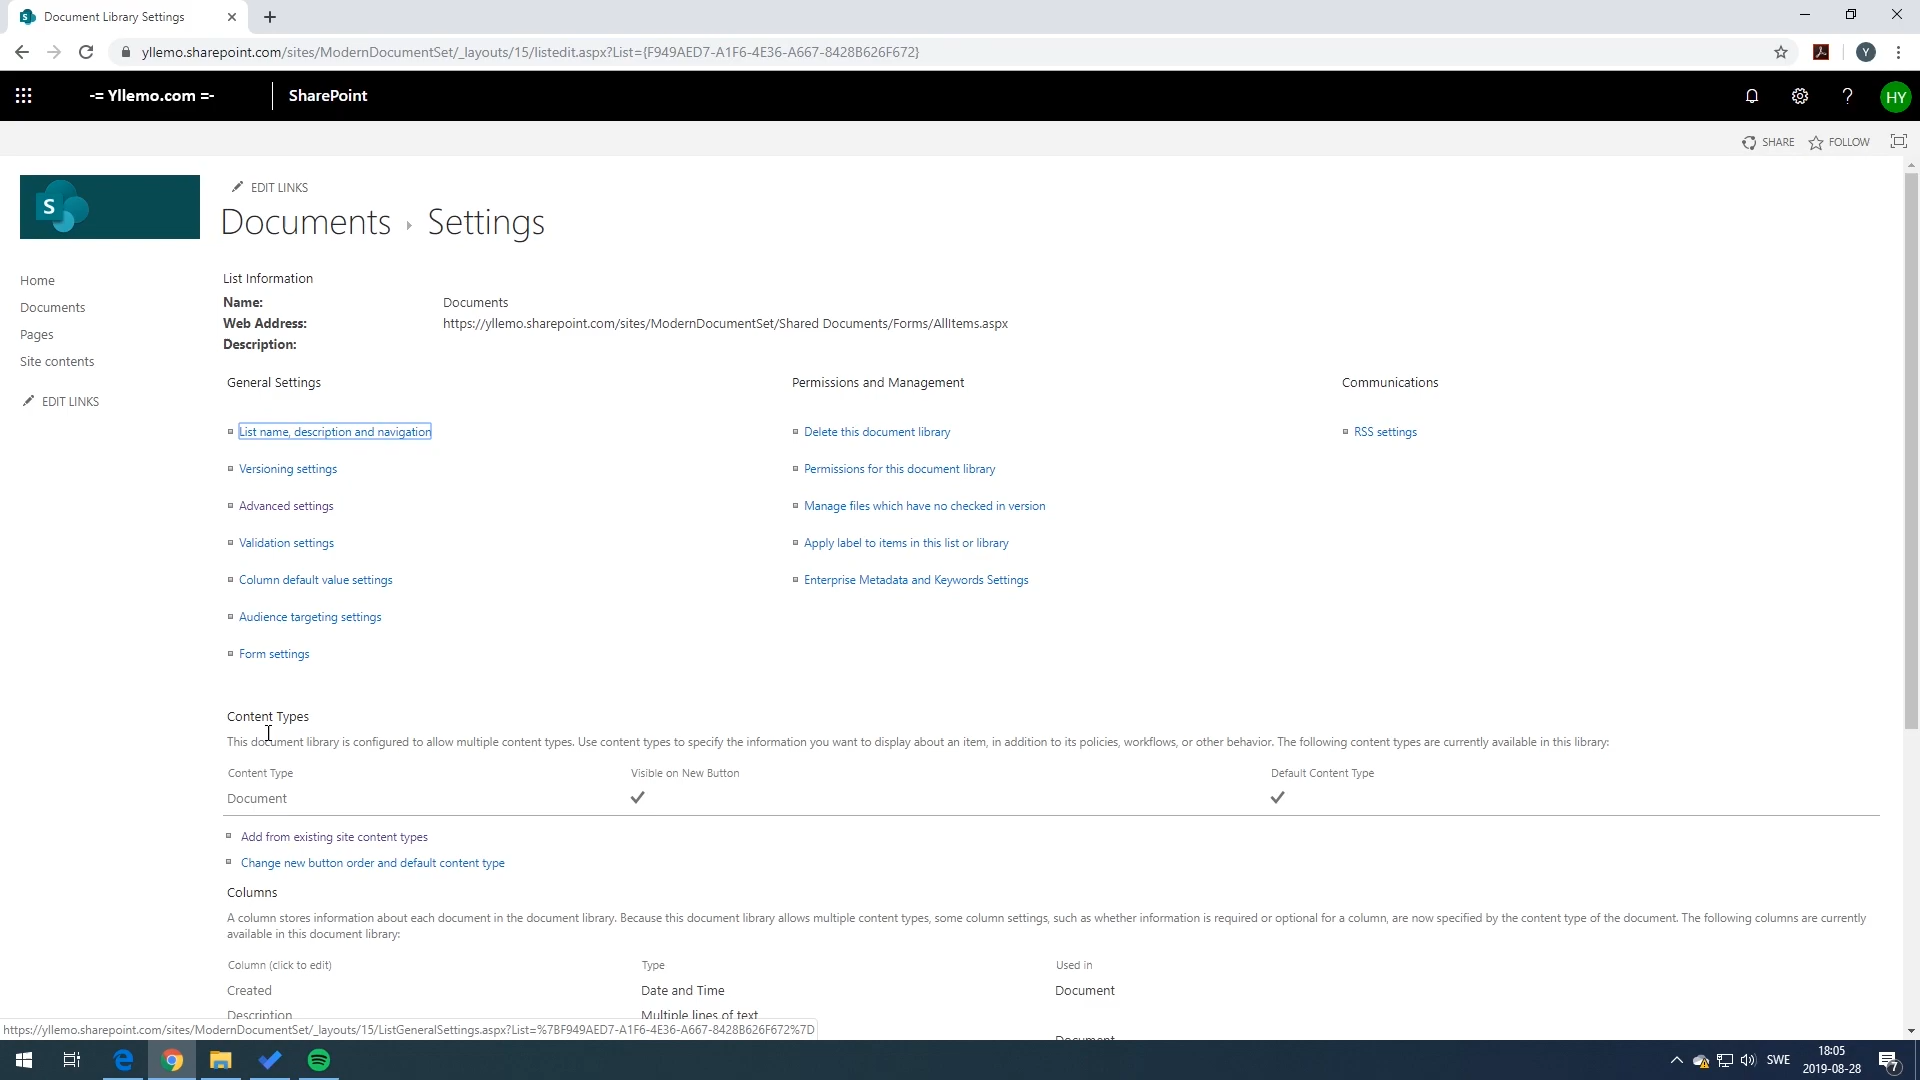 Document Library Settings
yllemo.sharepoint.com/sites/ModernDocumentSet/_layouts/15/listedit.aspx?List={F949AED7-A1F6-4E36-A667-8428B626F672}
Y
-= Yllemo.com =-
SharePoint
?
HY
SHARE
FOLLOW
S
EDIT LINKS
Documents
Settings
Home
Documents
Pages
Site contents
EDIT LINKS
List Information
Name: Documents
Web Address: https://yllemo.sharepoint.com/sites/ModernDocumentSet/Shared Documents/Forms/AllItems.aspx
Description:
General Settings
Permissions and Management
Communications
List name, description and navigation
Delete this document library
RSS settings
Versioning settings
Permissions for this document library
Advanced settings
Manage files which have no checked in version
Validation settings
Apply label to items in this list or library
Column default value settings
Enterprise Metadata and Keywords Settings
Audience targeting settings
Form settings
Content Types
This document library is configured to allow multiple content types. Use content types to specify the information you want to display about an item, in addition to its policies, workflows, or other behavior. The following content types are currently available in this library:
Content Type
Visible on New Button
Default Content Type
Document
Add from existing site content types
Change new button order and default content type
Columns
A column stores information about each document in the document library. Because this document library allows multiple content types, some column settings, such as whether information is required or optional for a column, are now specified by the content type of the document. The following columns are currently
available in this document library:
Column (click to edit)
Type
Used in
Created
Date and Time
Document
Description
Multiple lines of text
Document
https://yllemo.sharepoint.com/sites/ModernDocumentSet/_layouts/15/ListGeneralSettings.aspx?List=%7BF949AED7-A1F6-4E36-A667-8428B626F672%7D
SWE
18:05
2019-08-28
7